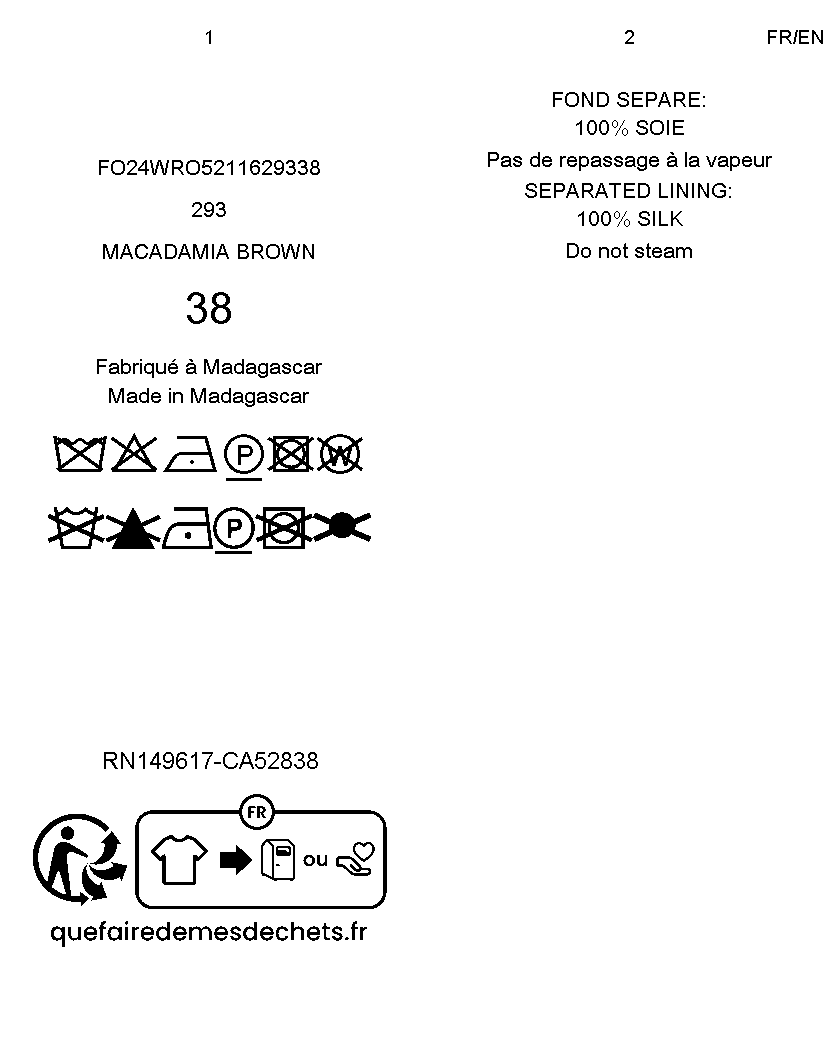 1
FO24WRO5211629338
293
MACADAMIA BROWN
38
Fabriqué à Madagascar
Made in Madagascar
P W
P
RN149617-CA52838
FR
ou
quefairedemesdechets.fr
2 FR/EN
FOND SEPARE:
100% SOIE
Pas de repassage à la vapeur
SEPARATED LINING:
100% SILK
Do not steam